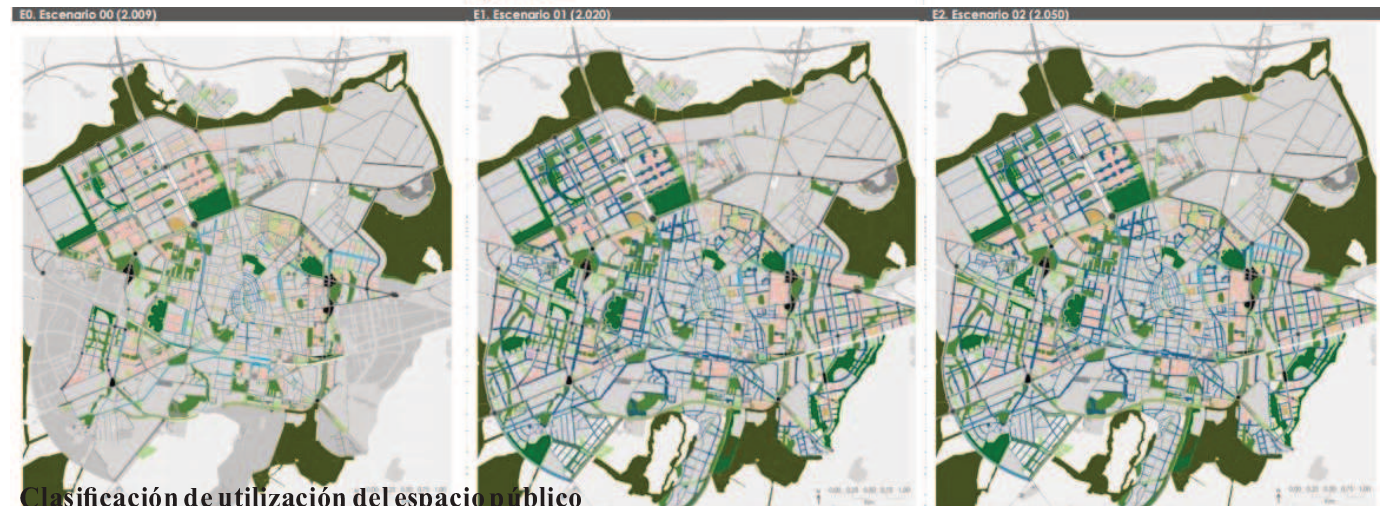 E0. Escenario 00 (2.009)
E1. Escenario 01 (2.020)
E2. Escenario 02 (2.050)
Clasificación de utilización del espacio público